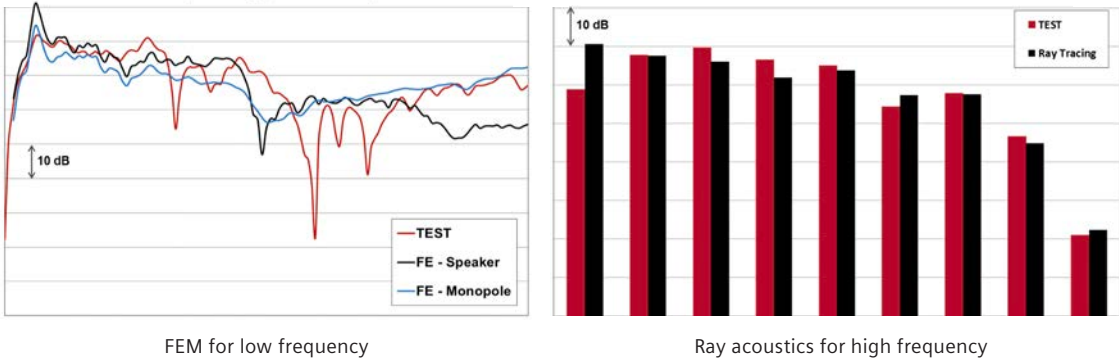 10 dB
TEST
FE - Speaker
FE - Monopole
FEM for low frequency
10 dB
TEST
Ray Tracing
Ray acoustics for high frequency